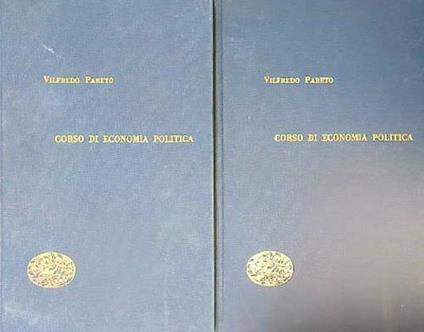 Vilfredo Pareto
CORSO DI ECONOMIA POLITICA
Vilfredo Pareto
CORSO DI ECONOMIA POLITICA